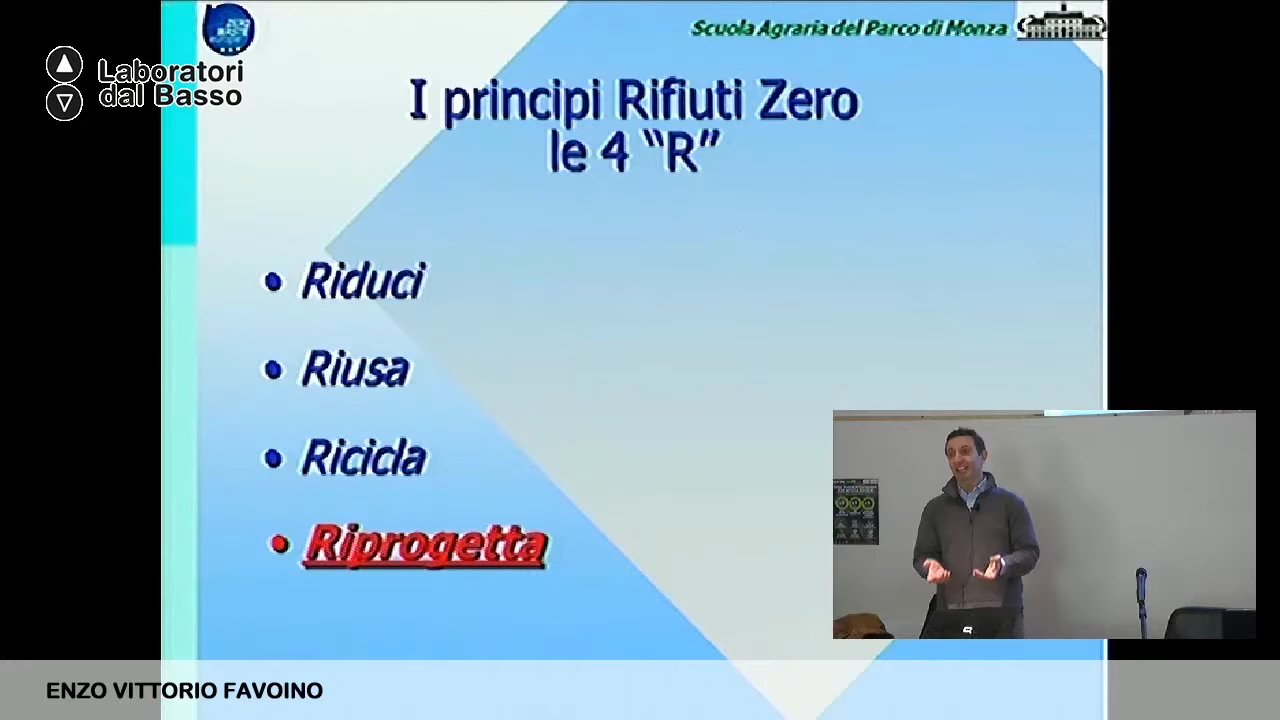 Scuola Agraria del Parco di Monza
Laboratori
dal Basso
I principi Rifiuti Zero
le 4 “R”
• Riduci
• Riusa
• Ricicla
• Riprogetta
ENZO VITTORIO FAVOINO